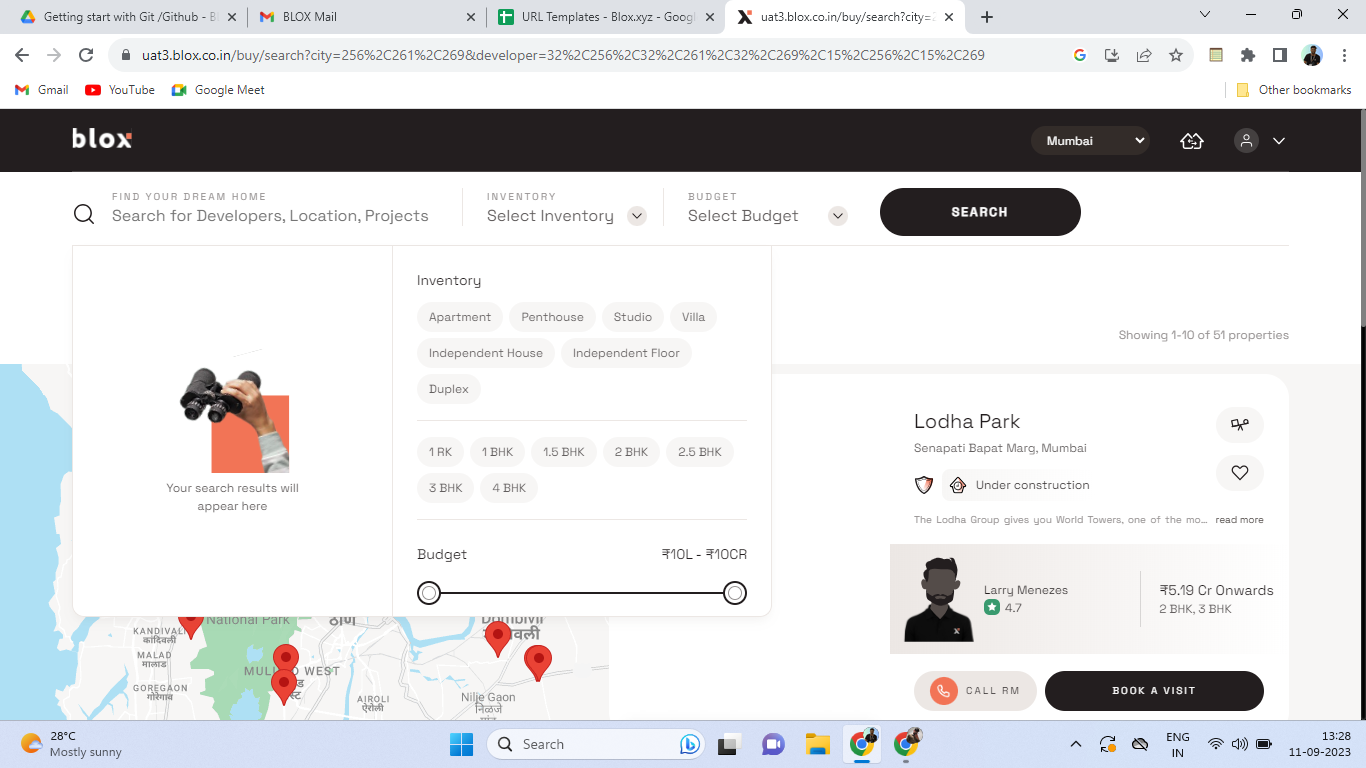 Getting start with Git /Github - Bl
BLOX Mail
URL Templates - Blox.xyz - Googl
uat3.blox.co.in/buy/search?city=2
uat3.blox.co.in/buy/search?city=256%2C261%2C269&developer=32%2C256%2C32%2C261%2C32%2C269%2C15%2C256%2C15%2C269
Gmail
YouTube
Google Meet
Other bookmarks
blox
Mumbai
FIND YOUR DREAM HOME
Search for Developers, Location, Projects
INVENTORY
Select Inventory
BUDGET
Select Budget
SEARCH
Your search results will
appear here
Inventory
Apartment Penthouse Studio Villa
Independent House Independent Floor
Duplex
1 RK 1 BHK 1.5 BHK 2 BHK 2.5 BHK
3 BHK 4 BHK
Budget ₹10L - ₹10CR
Showing 1-10 of 51 properties
Lodha Park
Senapati Bapat Marg, Mumbai
Under construction
The Lodha Group gives you World Towers, one of the mo... read more
Larry Menezes
4.7
₹5.19 Cr Onwards
2 BHK, 3 BHK
CALL RM
BOOK A VISIT
National Park
ठाणे
KANDIVALI
कांदिवली
MALAD
मालाड
GOREGAON
गोरेगाव
AIROLI
ऐरोली
Nilje Gaon
निळजे
28°C
Mostly sunny
Search
ENG
IN
13:28
11-09-2023